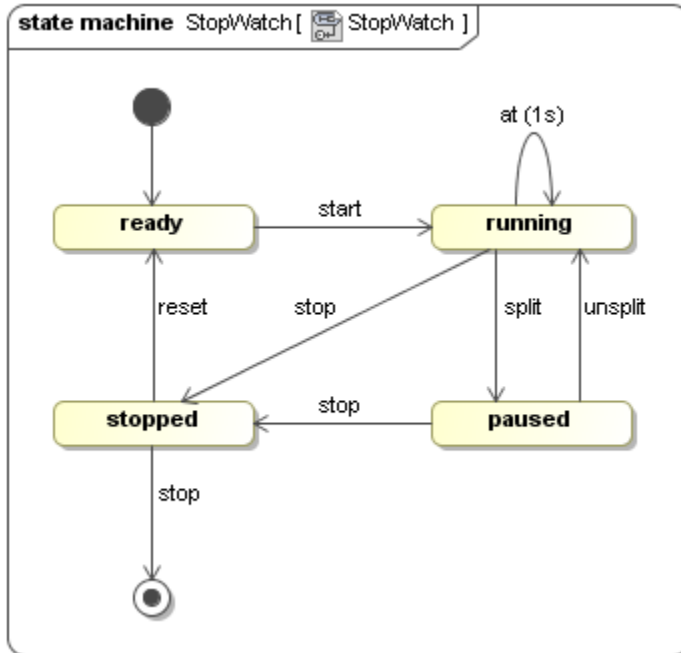 state machine StopWatch [ StopWatch ]
at (1s)
ready
start
running
reset
stop
split
unsplit
stopped
stop
paused
stop